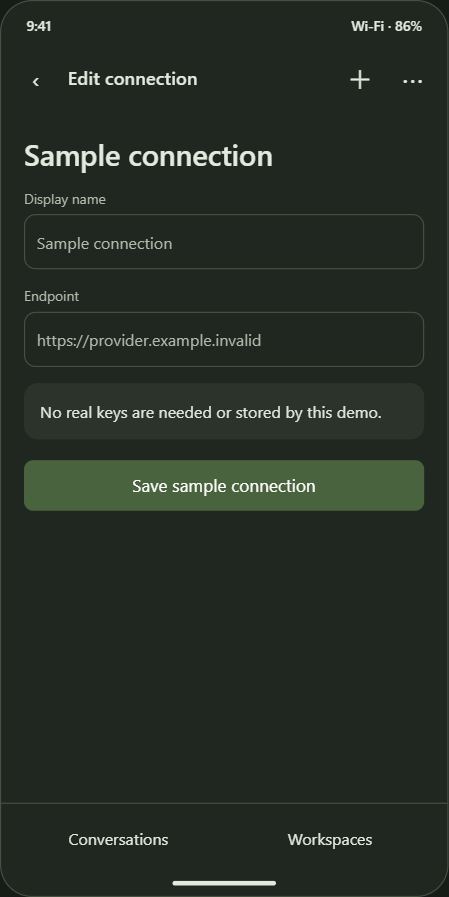 9:41 Wi-Fi · 86%
‹ Edit connection + ...
Sample connection
Display name
Sample connection
Endpoint
https://provider.example.invalid
No real keys are needed or stored by this demo.
Save sample connection
Conversations Workspaces